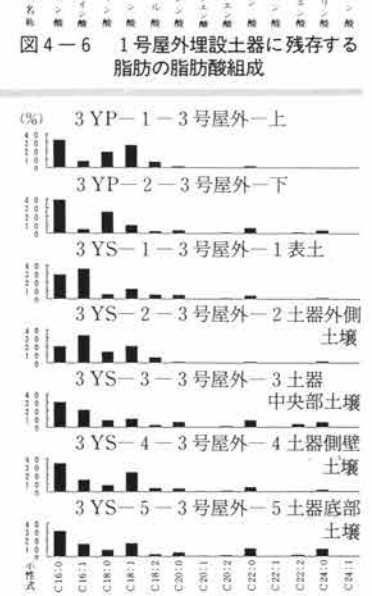 図4-6　1号屋外埋設土器に残存する
脂肪の脂肪酸組成
(%)
3YP-1-3号屋外-上
3YP-2-3号屋外-下
3YS-1-3号屋外-1表土
3YS-2-3号屋外-2土器外側
土壌
3YS-3-3号屋外-3土器
中央部土壌
3YS-4-3号屋外-4土器側壁
土壌
3YS-5-3号屋外-5土器底部
土壌
C16:0 C16:1 C18:0 C18:1 C18:2 C20:0 C20:1 C20:2 C22:0 C22:1 C22:2 C24:0 C24:1